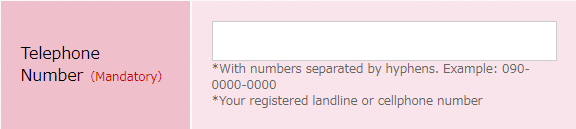 Telephone
Number (Mandatory)
*With numbers separated by hyphens. Example: 090-
0000-0000
*Your registered landline or cellphone number